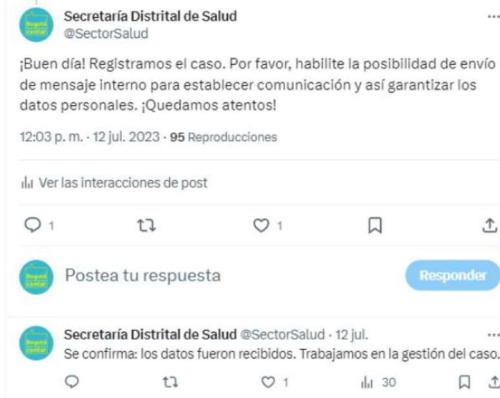 Secretaría Distrital de Salud
@SectorSalud
¡Buen día! Registramos el caso. Por favor, habilite la posibilidad de envío
de mensaje interno para establecer comunicación y así garantizar los
datos personales. ¡Quedamos atentos!
12:03 p. m. · 12 jul. 2023 · 95 Reproducciones
Ver las interacciones de post
1 1
Postea tu respuesta Responder
Secretaría Distrital de Salud @SectorSalud · 12 jul.
Se confirma: los datos fueron recibidos. Trabajamos en la gestión del caso.
1 30